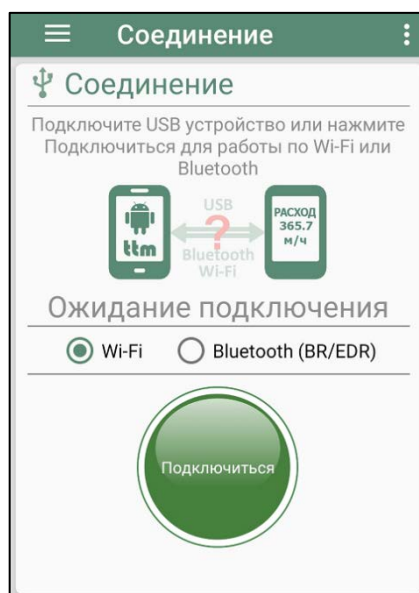 Соединение
Соединение
Подключите USB устройство или нажмите
Подключиться для работы по Wi-Fi или
Bluetooth
USB
ttm
?
РАСХОД
365.7
м/ч
Bluetooth
Wi-Fi
Ожидание подключения
Wi-Fi
Bluetooth (BR/EDR)
Подключиться